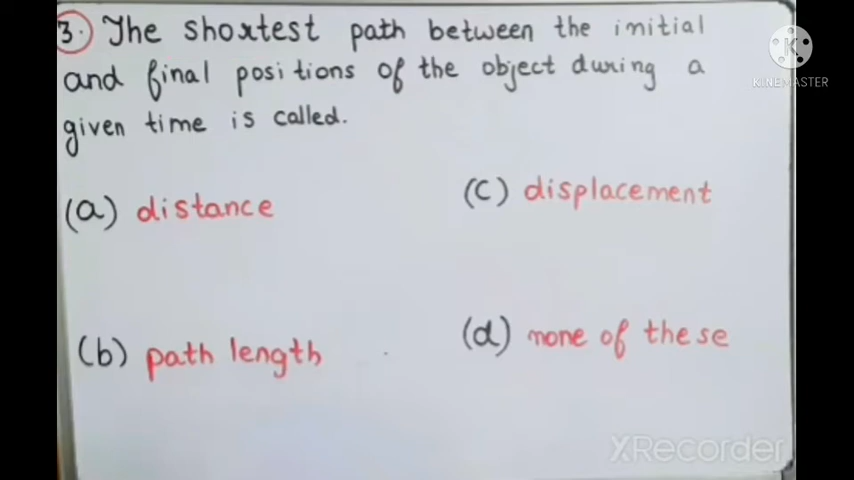 3. The shortest path between the initial
and final positions of the object during a
given time is called.
(a) distance
(c) displacement
(b) path length
(d) none of these
K
KINEMASTER
XRecorder